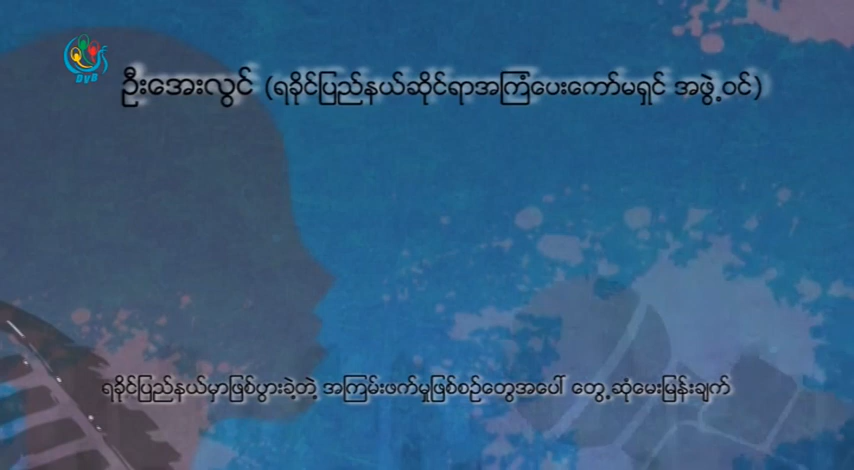 DVB
ဦးအေးလွင် (ရခိုင်ပြည်နယ်ဆိုင်ရာအကြံပေးကော်မရှင် အဖွဲ့ဝင်)
ရခိုင်ပြည်နယ်မှာဖြစ်ပွားခဲ့တဲ့ အကြမ်းဖက်မှုဖြစ်စဉ်တွေအပေါ် တွေ့ဆုံမေးမြန်းချက်